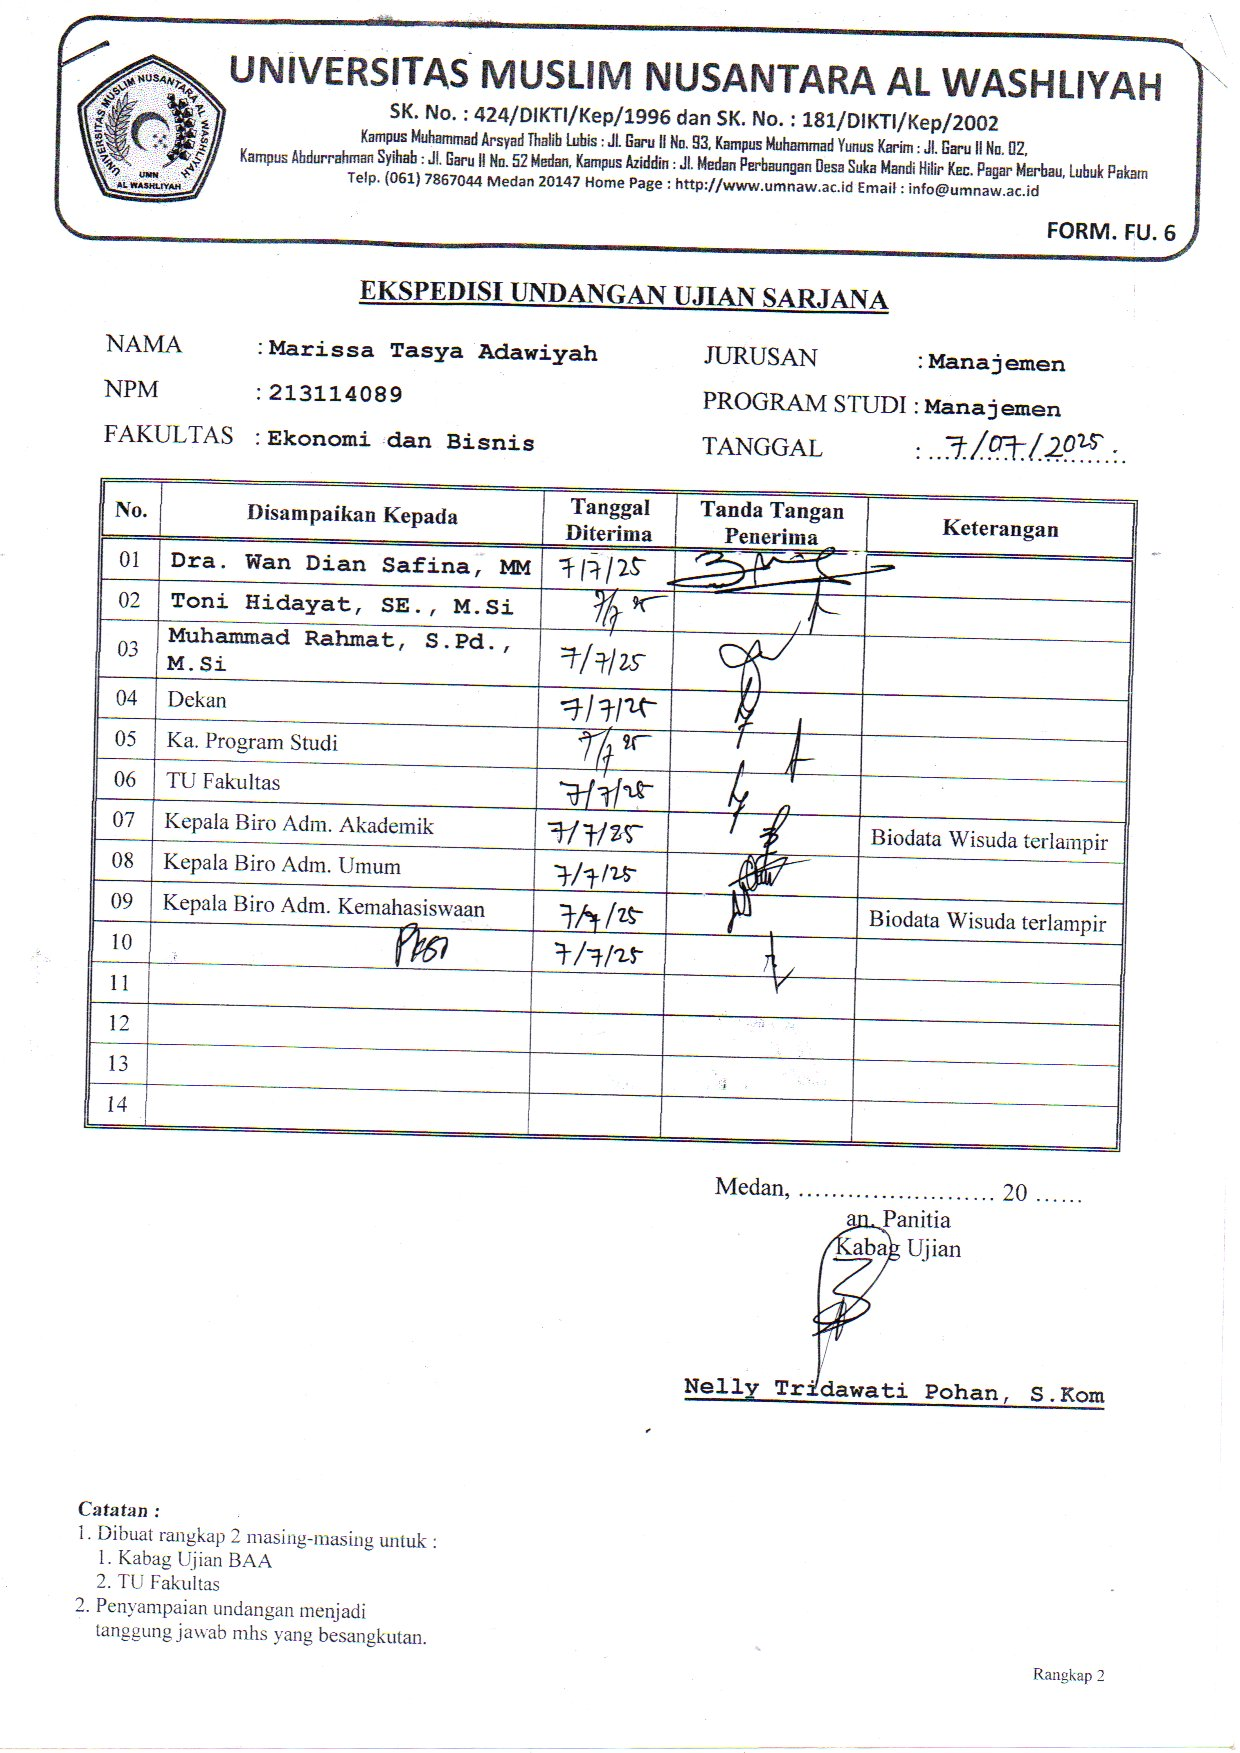 UNIVERSITAS MUSLIM NUSANTARA AL WASHLIYAH
UMN
AL WASHLIYAH
SK. No. : 424/DIKTI/Kep/1996 dan SK. No. : 181/DIKTI/Kep/2002
Kampus Muhammad Arsyad Thalib Lubis : Jl. Garu II No. 93, Kampus Muhammad Yunus Karim : Jl. Garu II No. 02,
Kampus Abdurrahman Syihab : Jl. Garu II No. 52 Medan, Kampus Aziddin : Jl. Medan Perbaungan Desa Suka Mandi Hilir Kec. Pagar Merbau, Lubuk Pakam
Telp. (061) 7867044 Medan 20147 Home Page : http://www.umnaw.ac.id Email : info@umnaw.ac.id
FORM. FU. 6
EKSPEDISI UNDANGAN UJIAN SARJANA
NAMA : Marissa Tasya Adawiyah JURUSAN : Manajemen
NPM : 213114089 PROGRAM STUDI : Manajemen
FAKULTAS : Ekonomi dan Bisnis TANGGAL : 7/07/2025
No. Disampaikan Kepada Tanggal Diterima Tanda Tangan Penerima Keterangan
01 Dra. Wan Dian Safina, MM 7/7/25
02 Toni Hidayat, SE., M.Si 7/7 25
03 Muhammad Rahmat, S.Pd., M.Si 7/7/25
04 Dekan 7/7/25
05 Ka. Program Studi 7/7 25
06 TU Fakultas 7/7/25
07 Kepala Biro Adm. Akademik 7/7/25 Biodata Wisuda terlampir
08 Kepala Biro Adm. Umum 7/7/25
09 Kepala Biro Adm. Kemahasiswaan 7/7/25 Biodata Wisuda terlampir
10 7/7/25
11
12
13
14
Medan, ........................ 20 ......
an. Panitia
Kabag Ujian
Nelly Tridawati Pohan, S.Kom
Catatan :
1. Dibuat rangkap 2 masing-masing untuk :
1. Kabag Ujian BAA
2. TU Fakultas
2. Penyampaian undangan menjadi
tanggung jawab mhs yang besangkutan.
Rangkap 2